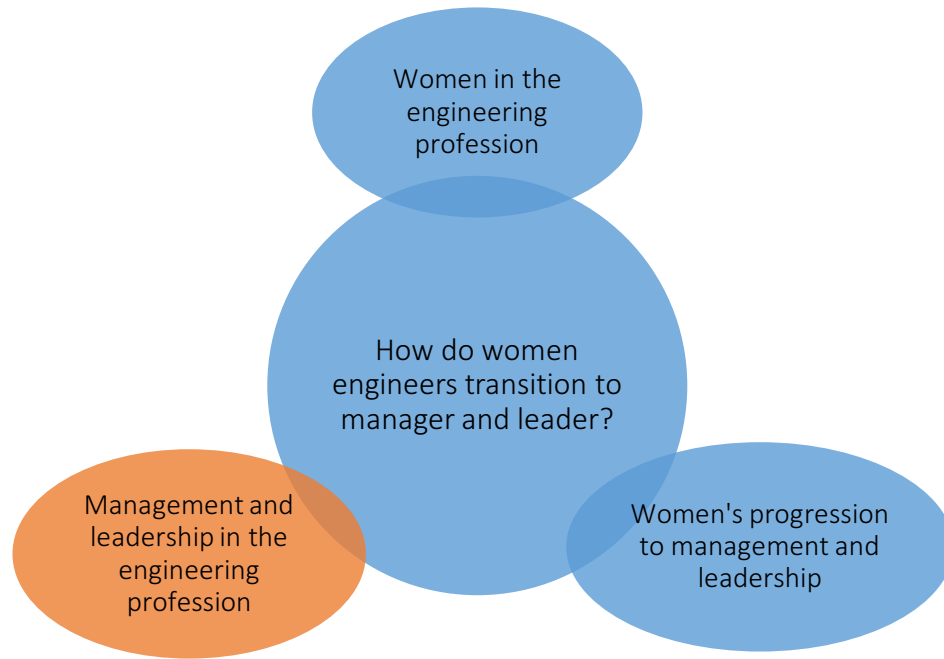 Women in the
engineering
profession
How do women
engineers transition to
manager and leader?
Management and
leadership in the
engineering
profession
Women's progression
to management and
leadership